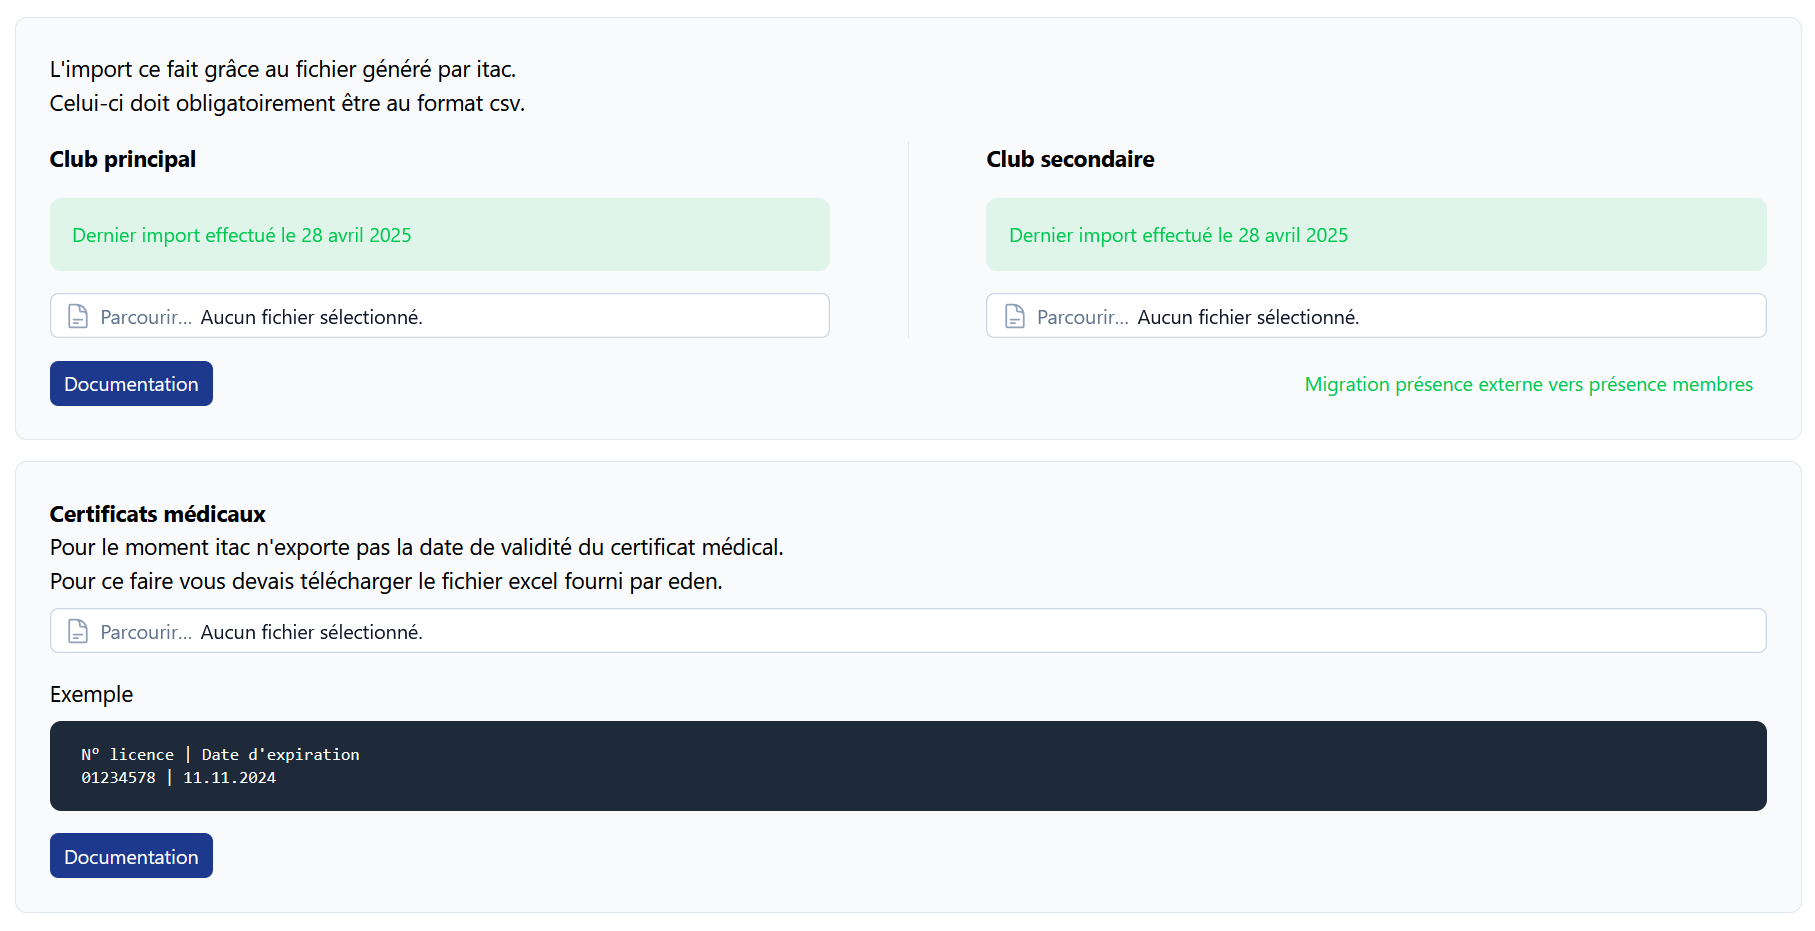 L'import ce fait grâce au fichier généré par itac.
Celui-ci doit obligatoirement être au format csv.
Club principal
Dernier import effectué le 28 avril 2025
Parcourir... Aucun fichier sélectionné.
Club secondaire
Dernier import effectué le 28 avril 2025
Parcourir... Aucun fichier sélectionné.
Documentation
Migration présence externe vers présence membres
Certificats médicaux
Pour le moment itac n'exporte pas la date de validité du certificat médical.
Pour ce faire vous devais télécharger le fichier excel fourni par eden.
Parcourir... Aucun fichier sélectionné.
Exemple
N° licence | Date d'expiration
01234578 | 11.11.2024
Documentation